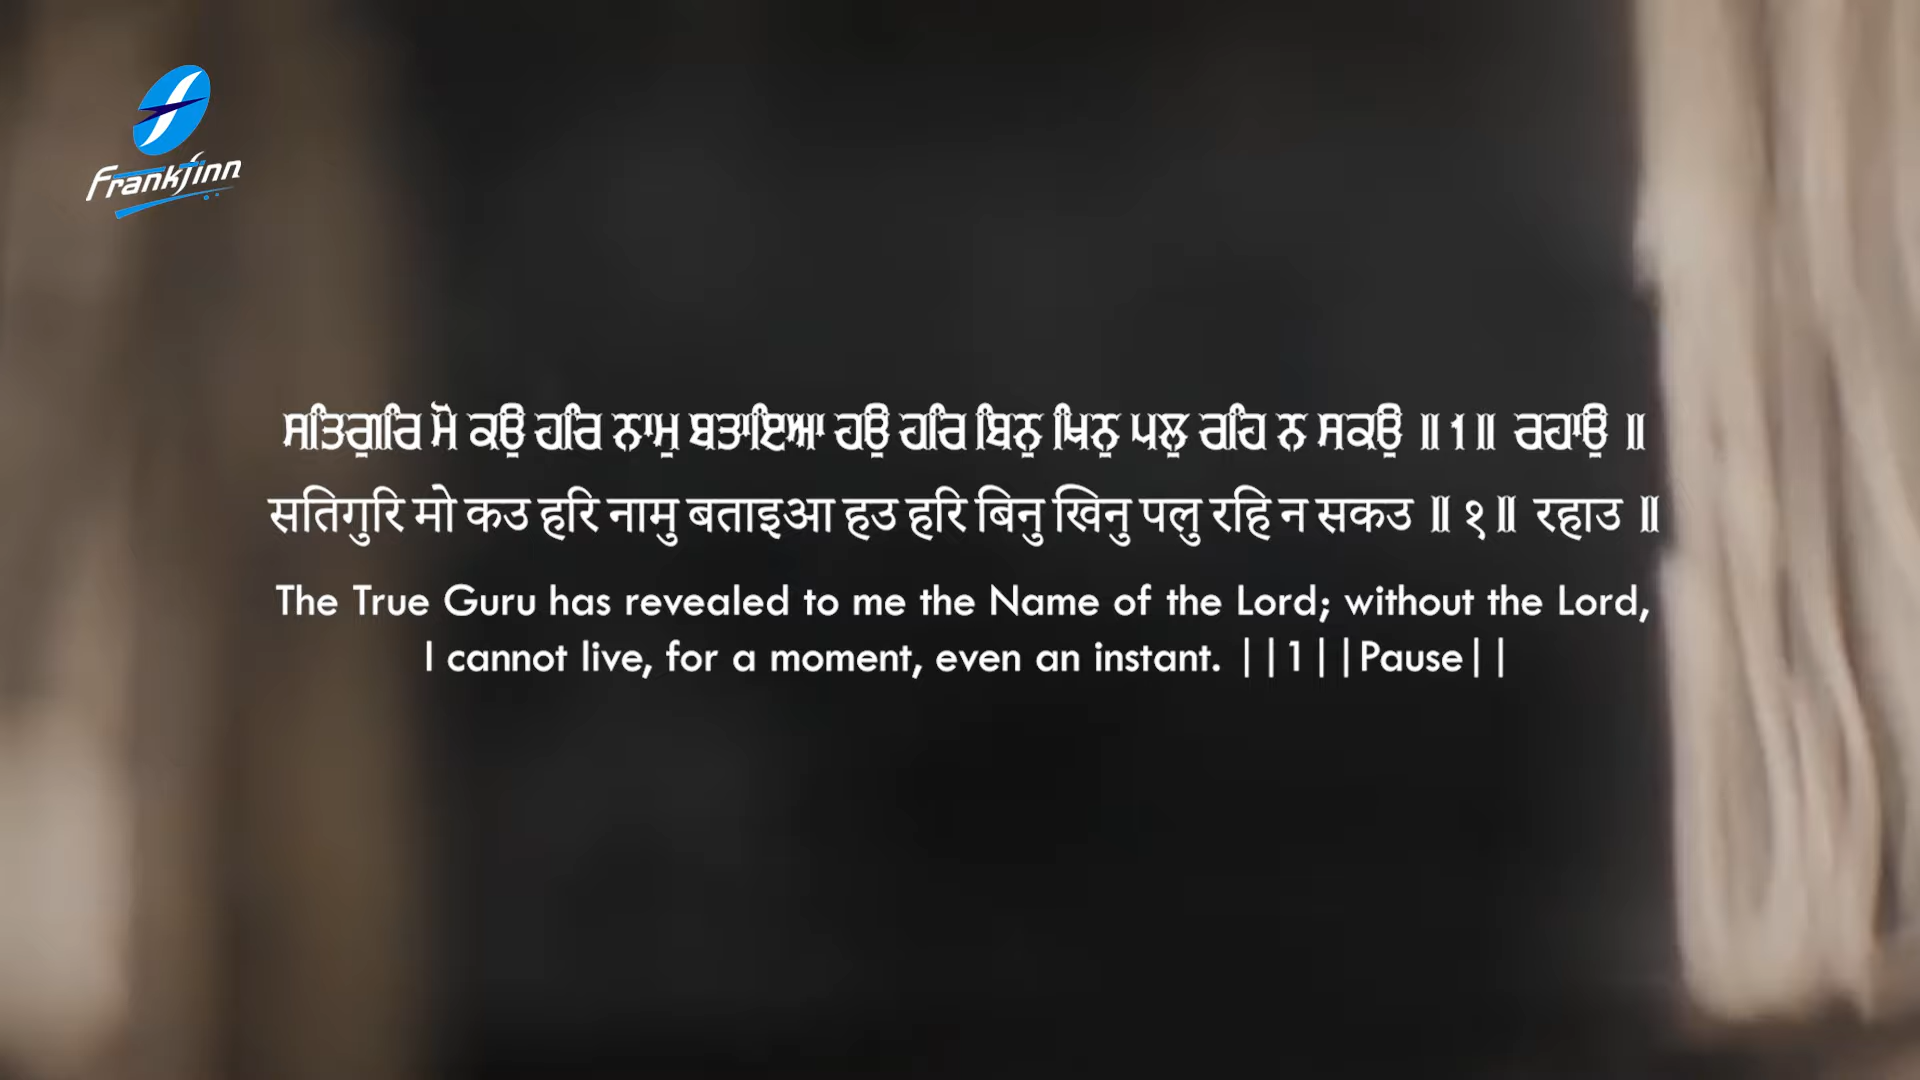 Frankfinn
ਸਤਿਗੁਰਿ ਮੋ ਕਉ ਹਰਿ ਨਾਮੁ ਬਤਾਇਆ ਹਉ ਹਰਿ ਬਿਨੁ ਖਿਨੁ ਪਲੁ ਰਹਿ ਨ ਸਕਉ ॥1॥ ਰਹਾਉ ॥
सतिगुरि मो कउ हरि नामु बताइआ हउ हरि बिनु खिनु पलु रहि न सकउ ॥१॥ रहाउ ॥
The True Guru has revealed to me the Name of the Lord; without the Lord,
I cannot live, for a moment, even an instant. ||1||Pause||